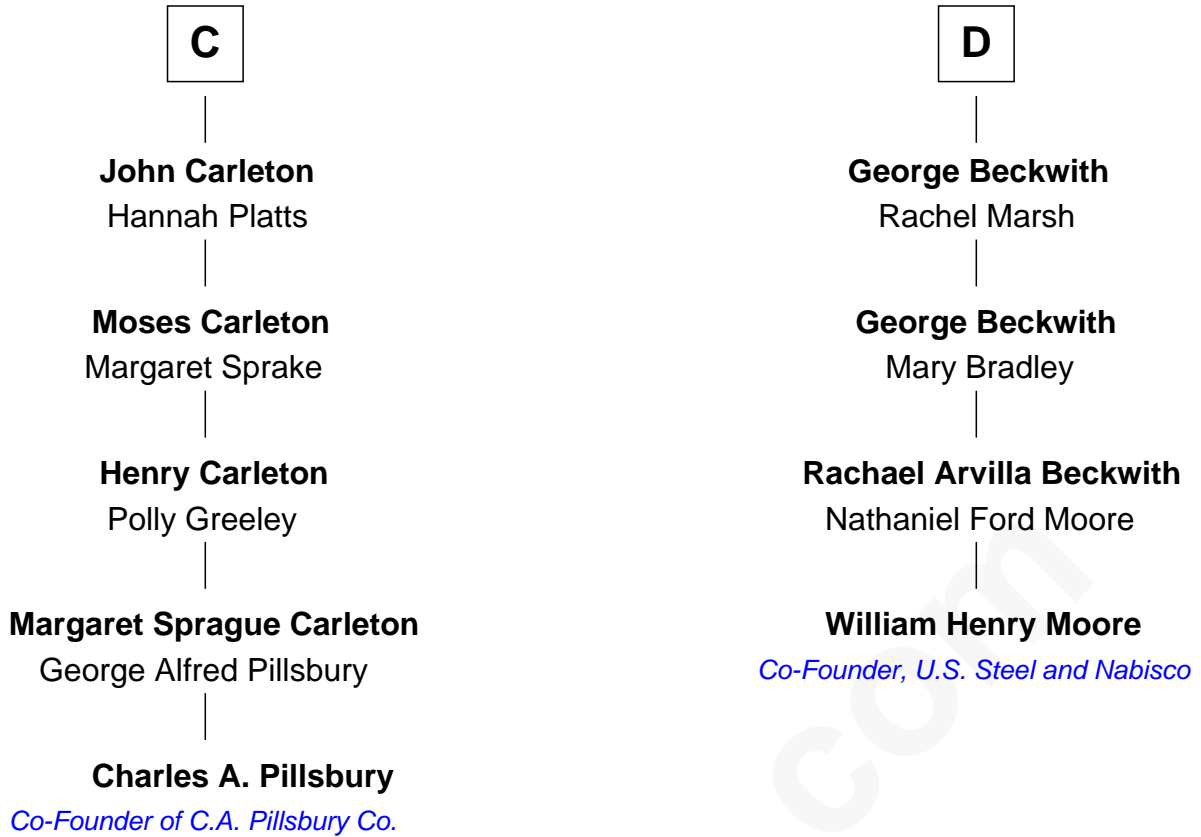 C
John Carleton
Hannah Platts
Moses Carleton
Margaret Sprake
Henry Carleton
Polly Greeley
Margaret Sprague Carleton
George Alfred Pillsbury
Charles A. Pillsbury
Co-Founder of C.A. Pillsbury Co.
D
George Beckwith
Rachel Marsh
George Beckwith
Mary Bradley
Rachael Arvilla Beckwith
Nathaniel Ford Moore
William Henry Moore
Co-Founder, U.S. Steel and Nabisco
com